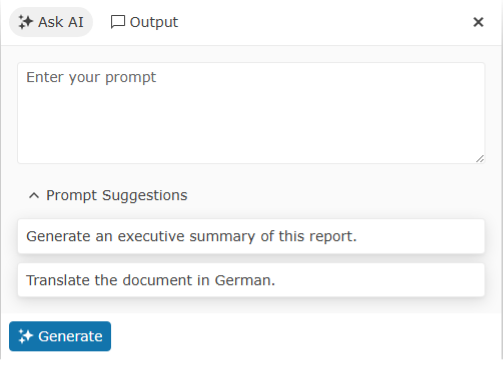 Ask AI
Output
Enter your prompt
Prompt Suggestions
Generate an executive summary of this report.
Translate the document in German.
Generate